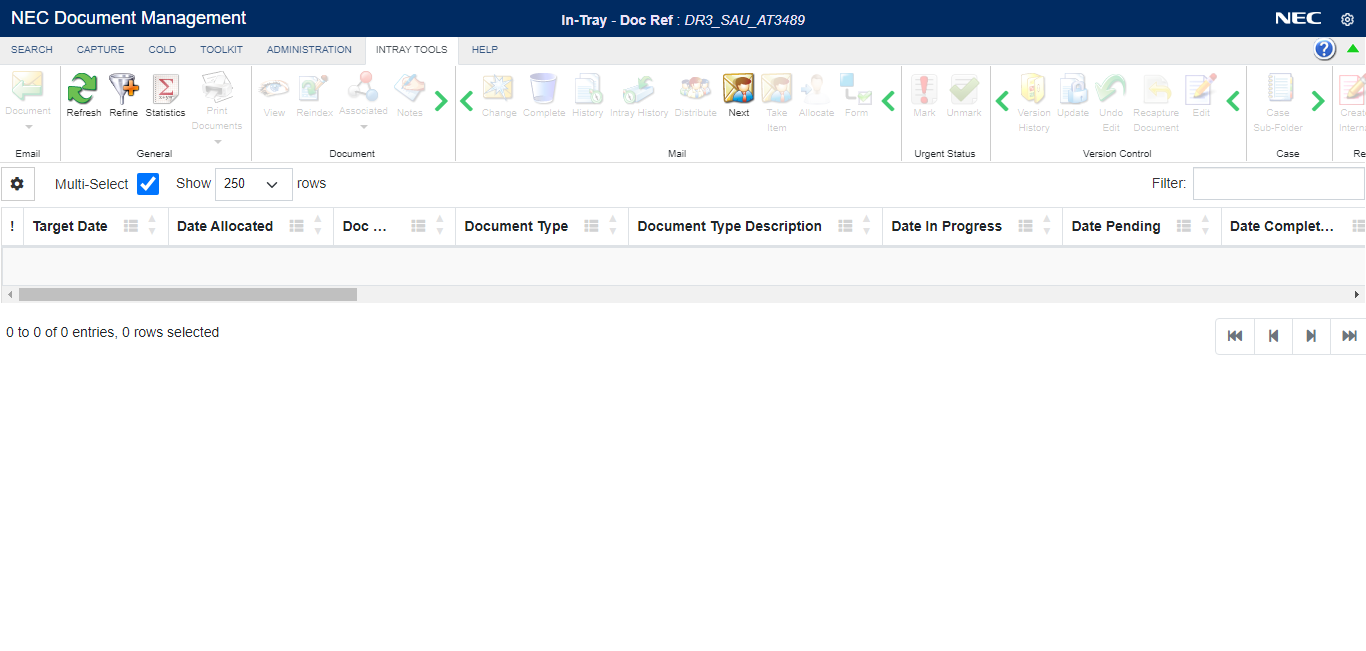 NEC Document Management
In-Tray - Doc Ref : DR3_SAU_AT3489
NEC
SEARCH CAPTURE COLD TOOLKIT ADMINISTRATION INTRAY TOOLS HELP
Document
Email
Refresh Refine Statistics Print Documents
General
View Reindex Associated Notes
Document
Change Complete History Intray History Distribute Next Take Item Allocate Form
Mail
Mark Unmark
Urgent Status
Version History Update Undo Edit Recapture Document Edit
Version Control
Case Sub-Folder
Case
Create
Intern
Re
Multi-Select Show 250 rows
Filter:
! Target Date Date Allocated Doc ... Document Type Document Type Description Date In Progress Date Pending Date Complet...
0 to 0 of 0 entries, 0 rows selected